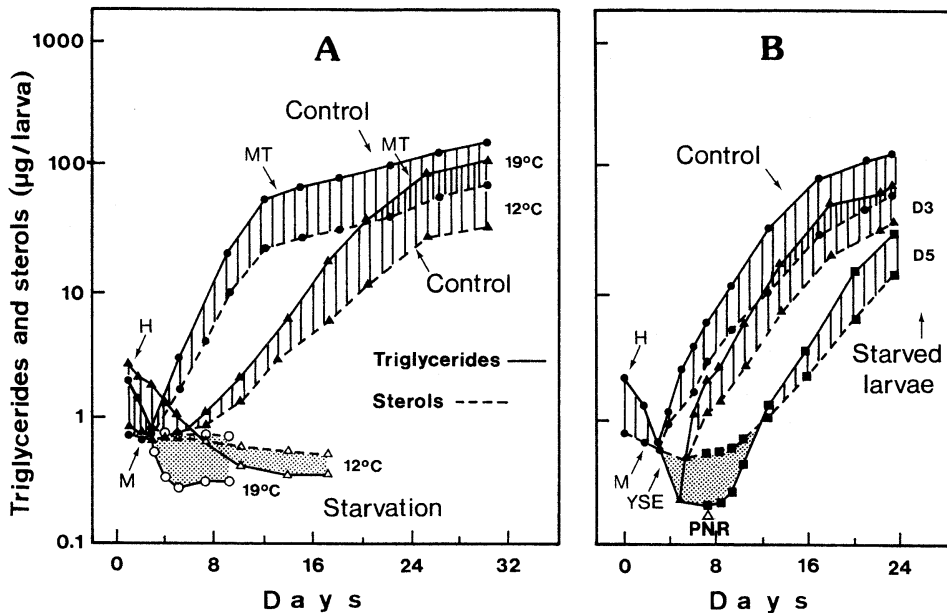 Triglycerides and sterols (µg/larva)
1000
100
10
1
0.1
A
Control
MT
MT
19°C
12°C
Control
H
Triglycerides
Sterols
M
19°C
12°C
Starvation
0
8
16
24
32
Days
B
Control
D3
D5
H
Starved
larvae
M
YSE
PNR
0
8
16
24
Days